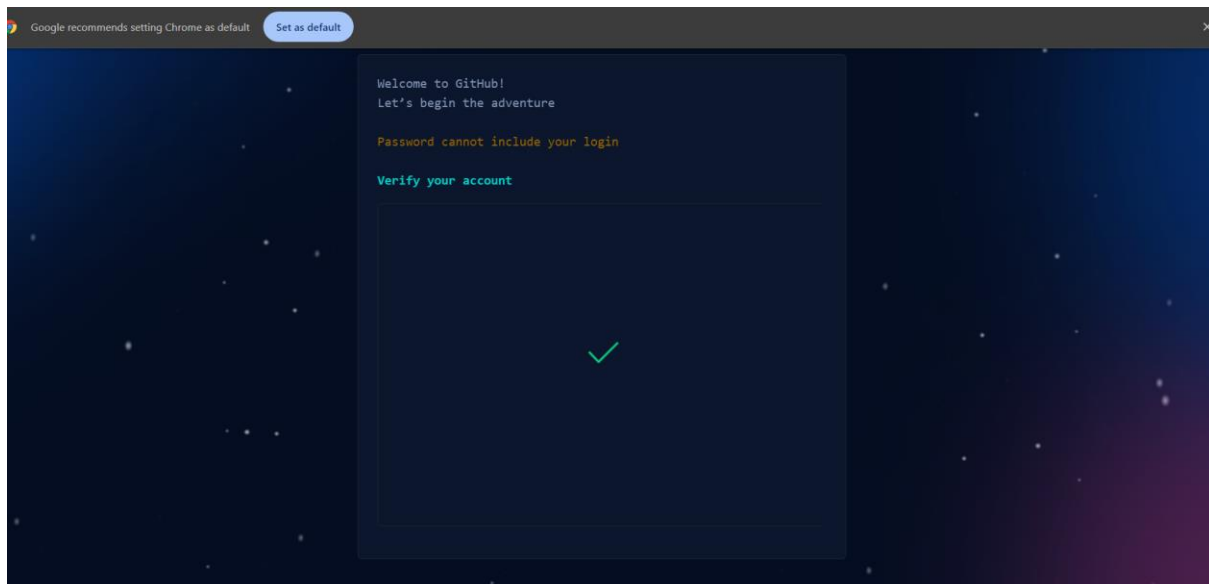 Google recommends setting Chrome as default
Set as default
Welcome to GitHub!
Let’s begin the adventure
Password cannot include your login
Verify your account